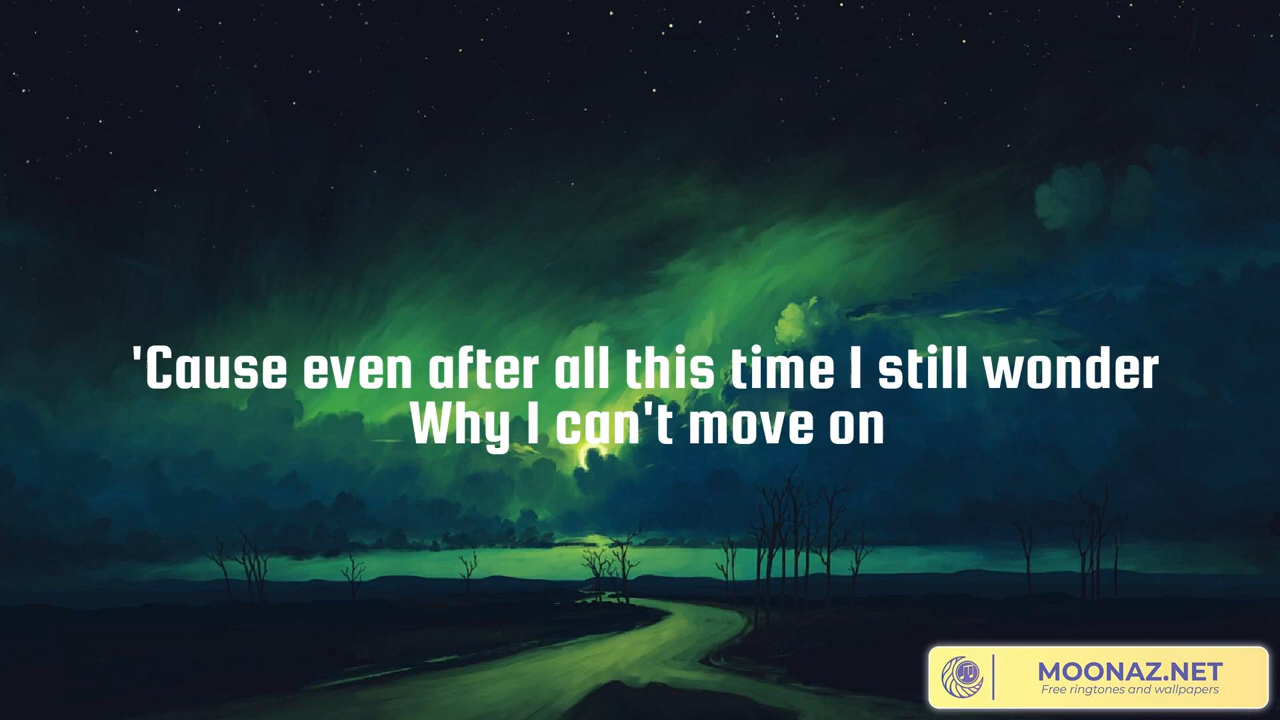 'Cause even after all this time I still wonder
Why I can't move on
MOONAZ.NET
Free ringtones and wallpapers